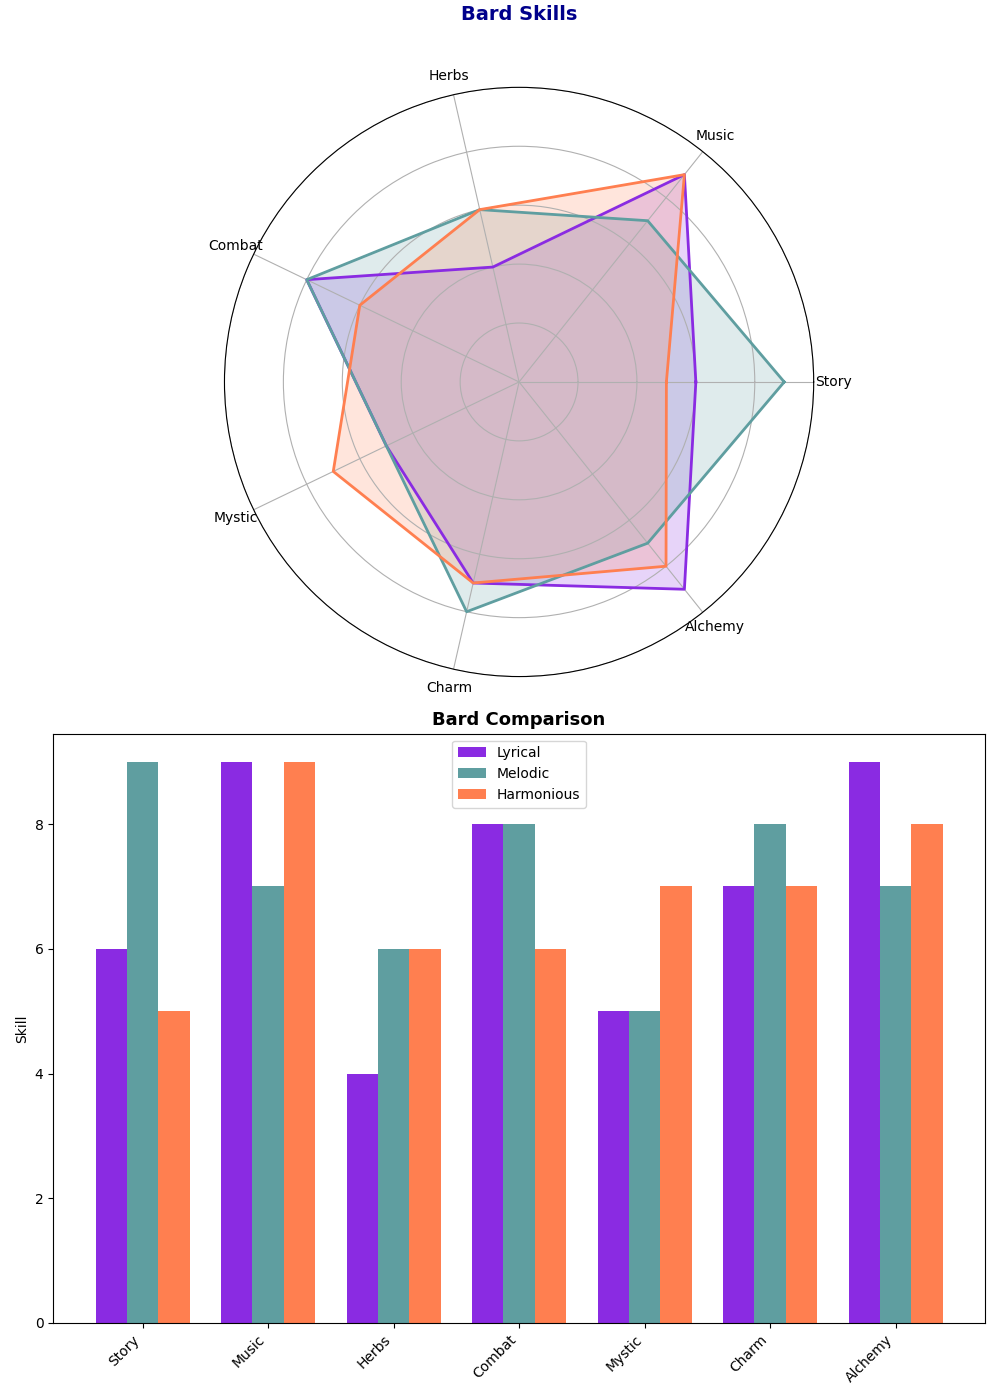 Bard Skills
Herbs
Music
Combat
Story
Mystic
Alchemy
Charm
Bard Comparison
Lyrical
Melodic
Harmonious
8
6
Skill
4
2
0
Story
Music
Herbs
Combat
Mystic
Charm
Alchemy